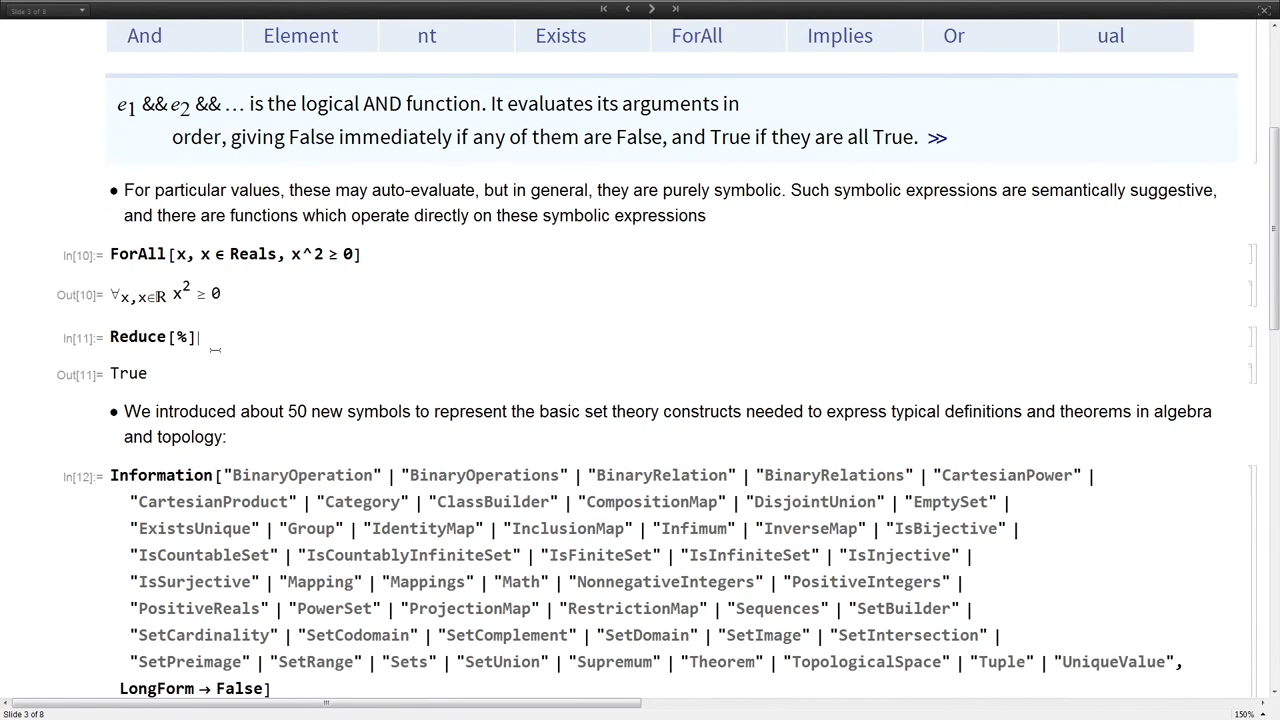 Slide 3 of 8
And Element nt Exists ForAll Implies Or ual
e1 && e2 && … is the logical AND function. It evaluates its arguments in
order, giving False immediately if any of them are False, and True if they are all True. ≫
• For particular values, these may auto-evaluate, but in general, they are purely symbolic. Such symbolic expressions are semantically suggestive,
and there are functions which operate directly on these symbolic expressions
In[10]:= ForAll[x, x ∈ Reals, x^2 ≥ 0]
Out[10]= ∀x,x∈ℝ x² ≥ 0
In[11]:= Reduce[%]
Out[11]= True
• We introduced about 50 new symbols to represent the basic set theory constructs needed to express typical definitions and theorems in algebra
and topology:
In[12]:= Information["BinaryOperation" | "BinaryOperations" | "BinaryRelation" | "BinaryRelations" | "CartesianPower" |
"CartesianProduct" | "Category" | "ClassBuilder" | "CompositionMap" | "DisjointUnion" | "EmptySet" |
"ExistsUnique" | "Group" | "IdentityMap" | "InclusionMap" | "Infimum" | "InverseMap" | "IsBijective" |
"IsCountableSet" | "IsCountablyInfiniteSet" | "IsFiniteSet" | "IsInfiniteSet" | "IsInjective" |
"IsSurjective" | "Mapping" | "Mappings" | "Math" | "NonnegativeIntegers" | "PositiveIntegers" |
"PositiveReals" | "PowerSet" | "ProjectionMap" | "RestrictionMap" | "Sequences" | "SetBuilder" |
"SetCardinality" | "SetCodomain" | "SetComplement" | "SetDomain" | "SetImage" | "SetIntersection" |
"SetPreimage" | "SetRange" | "Sets" | "SetUnion" | "Supremum" | "Theorem" | "TopologicalSpace" | "Tuple" | "UniqueValue",
LongForm → False]
Slide 3 of 8 150%